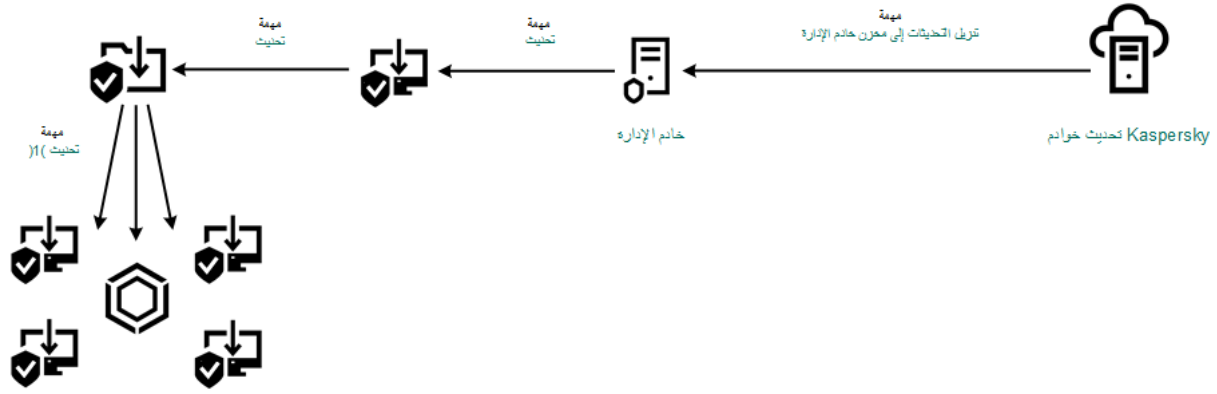 مهمة
تنزيل التحديثات إلى مخزن خادم الإدارة
مهمة
تحديث
مهمة
تحديث
Kaspersky تحديث خوادم
خادم الإدارة
مهمة
تحديث )1(